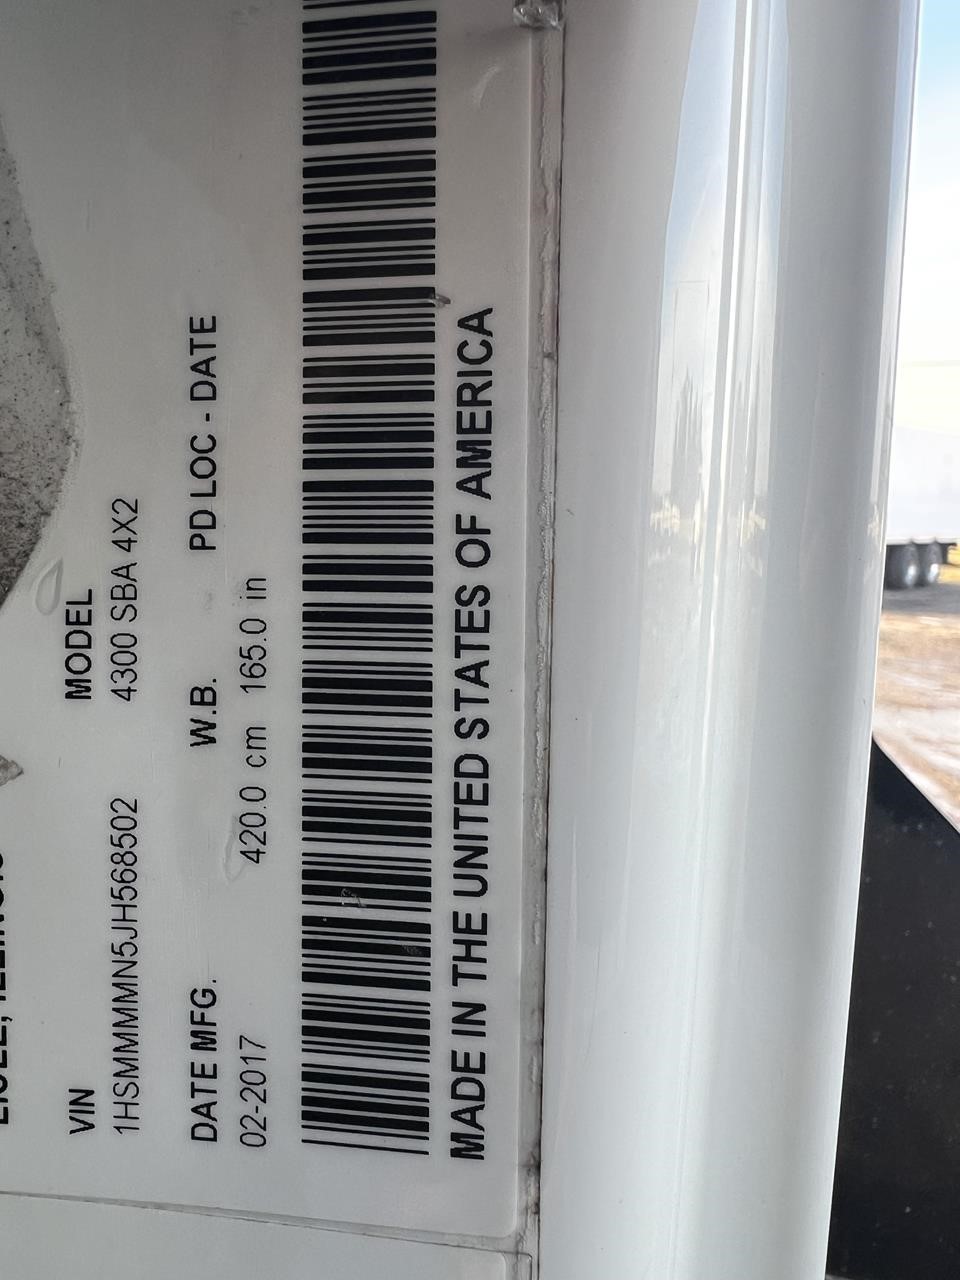 VIN MODEL
1HSMMMMN5JH568502 4300 SBA 4X2
DATE MFG. W.B. PD LOC - DATE
02-2017 420.0 cm 165.0 in
MADE IN THE UNITED STATES OF AMERICA